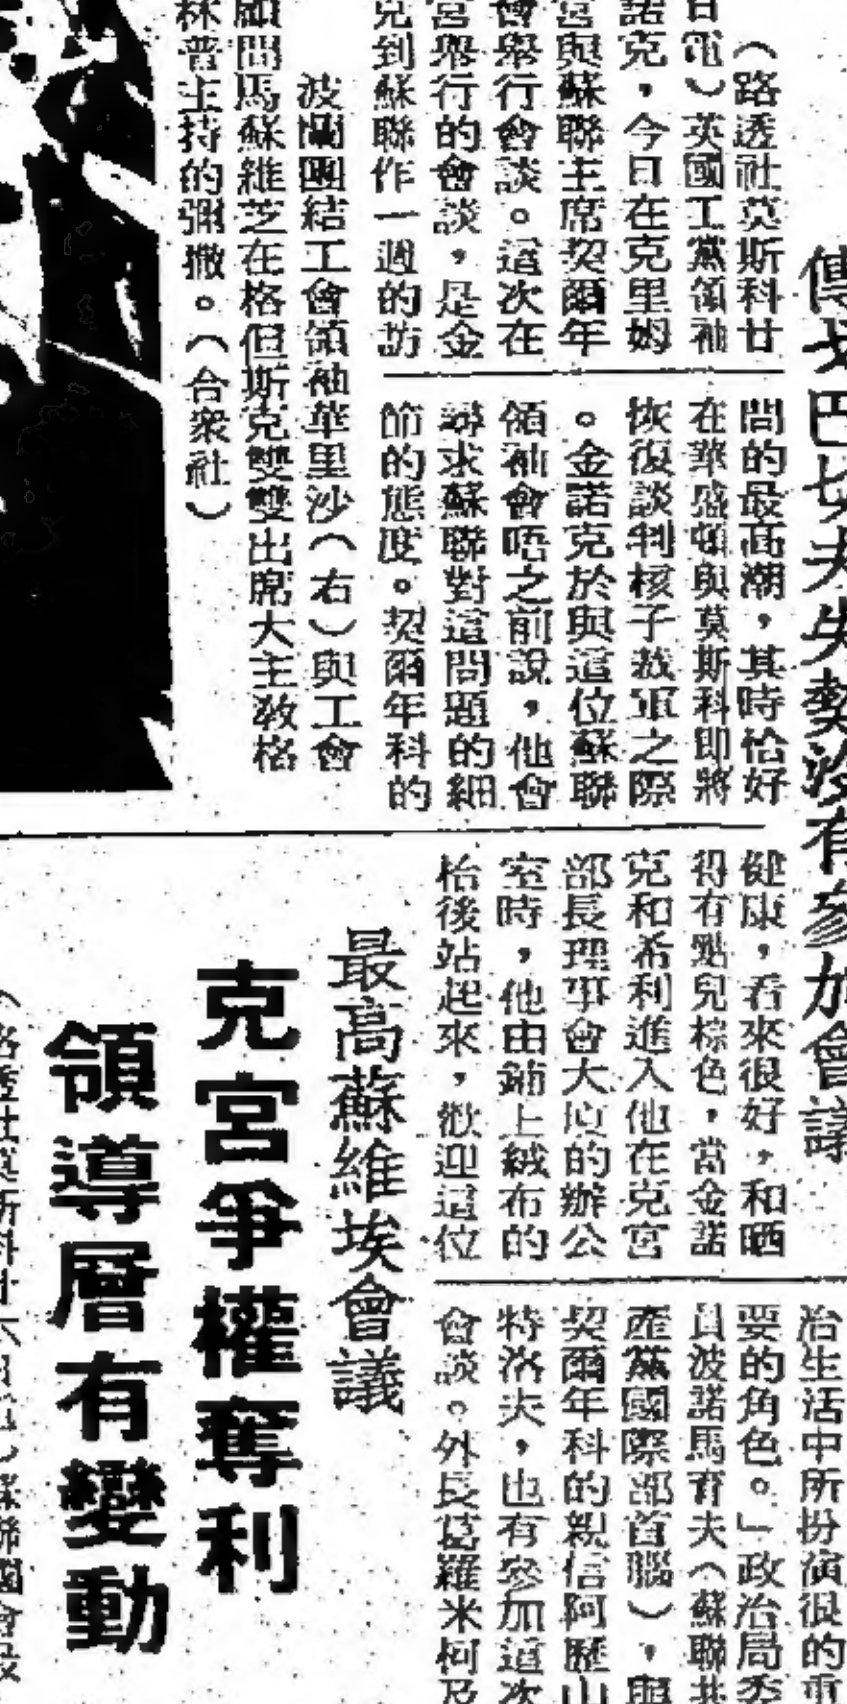 傳戈巴切夫失勢沒有參加會議
（路透社莫斯科廿
日電）英國工黨領袖
諾克，今日在克里姆
宮與蘇聯主席契爾年
會舉行會談。這次在
宮舉行的會談，是金
克到蘇聯作一週的訪
問的最高潮，其時恰好
在華盛頓與莫斯科即將
恢復談判核子裁軍之際
。金諾克於與這位蘇聯
領袖會晤之前說，他會
尋求蘇聯對這問題的細
節的態度。契爾年科的
健康，看來很好，和晒
得有點兒棕色，當金諾
克和希利進入他在克宮
部長理事會大廈的辦公
室時，他由鋪上絨布的
枱後站起來，歡迎這位
治生活中所扮演很的重
要的角色。」政治局委
員波諾馬育夫（蘇聯共
產黨國際部首腦），與
契爾年科的親信阿歷山
特洛夫，也有參加這次
會談。外長葛羅米柯及
波蘭團結工會領袖華里沙（右）與工會
顧問馬蘇維芝在格但斯克雙雙出席大主教格
林普主持的彌撒。（合衆社）
最高蘇維埃會議
克宮爭權奪利
領導層有變動